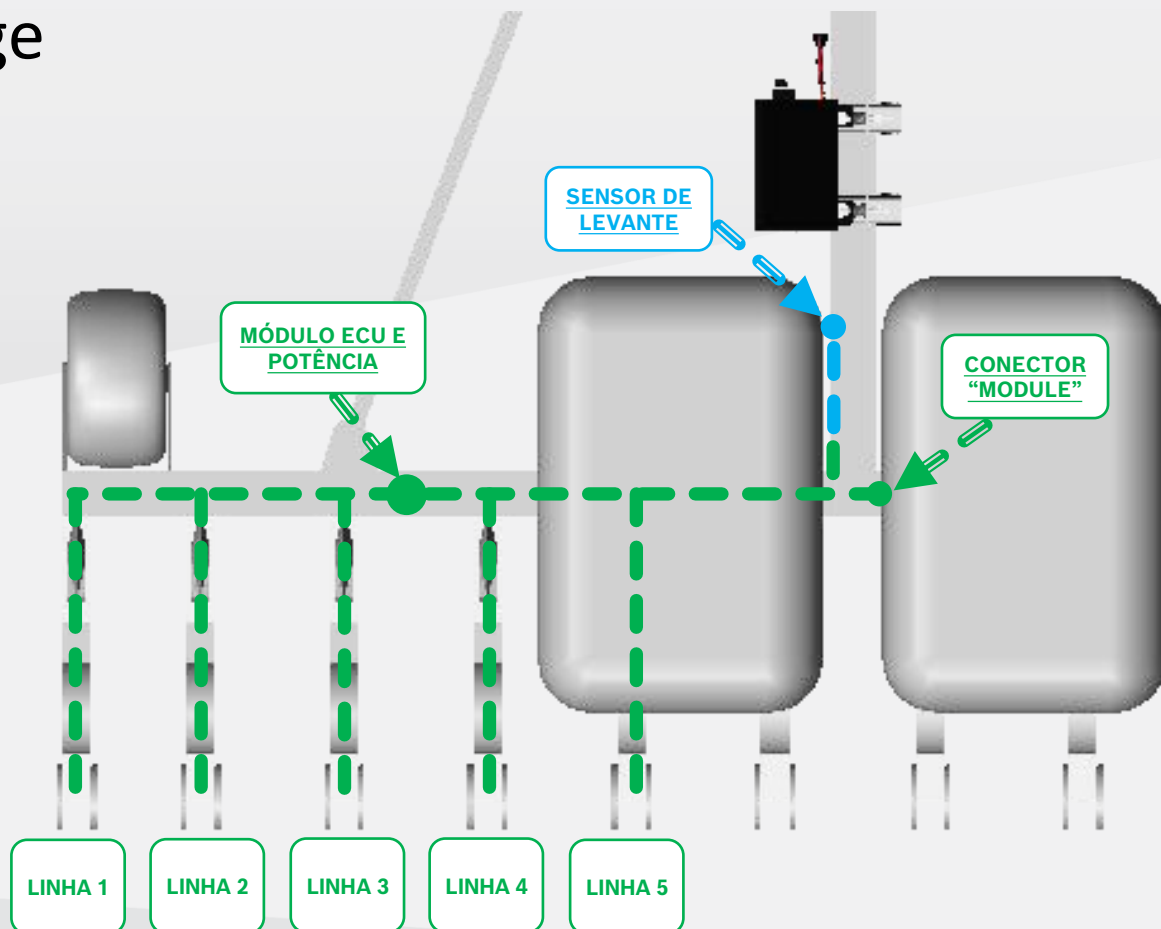 ge
SENSOR DE
LEVANTE
MÓDULO ECU E
POTÊNCIA
CONECTOR
“MODULE”
LINHA 1
LINHA 2
LINHA 3
LINHA 4
LINHA 5